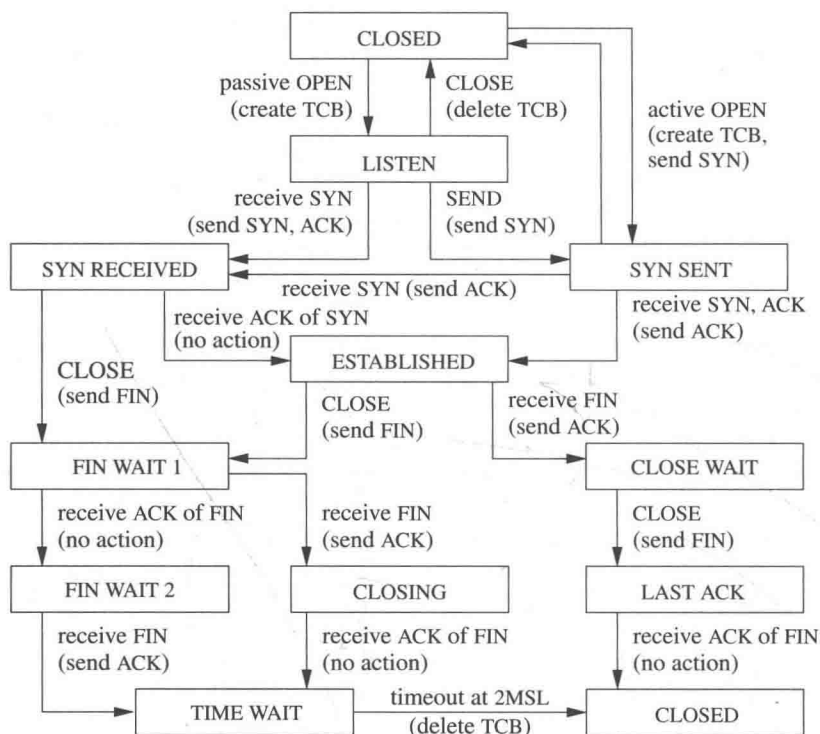 CLOSED
passive OPEN
(create TCB)
CLOSE
(delete TCB)
active OPEN
(create TCB,
send SYN)
LISTEN
receive SYN
(send SYN, ACK)
SEND
(send SYN)
SYN RECEIVED
SYN SENT
receive SYN (send ACK)
receive ACK of SYN
(no action)
receive SYN, ACK
(send ACK)
ESTABLISHED
CLOSE
(send FIN)
CLOSE
(send FIN)
receive FIN
(send ACK)
FIN WAIT 1
CLOSE WAIT
receive ACK of FIN
(no action)
receive FIN
(send ACK)
CLOSE
(send FIN)
FIN WAIT 2
CLOSING
LAST ACK
receive FIN
(send ACK)
receive ACK of FIN
(no action)
receive ACK of FIN
(no action)
TIME WAIT
timeout at 2MSL
(delete TCB)
CLOSED